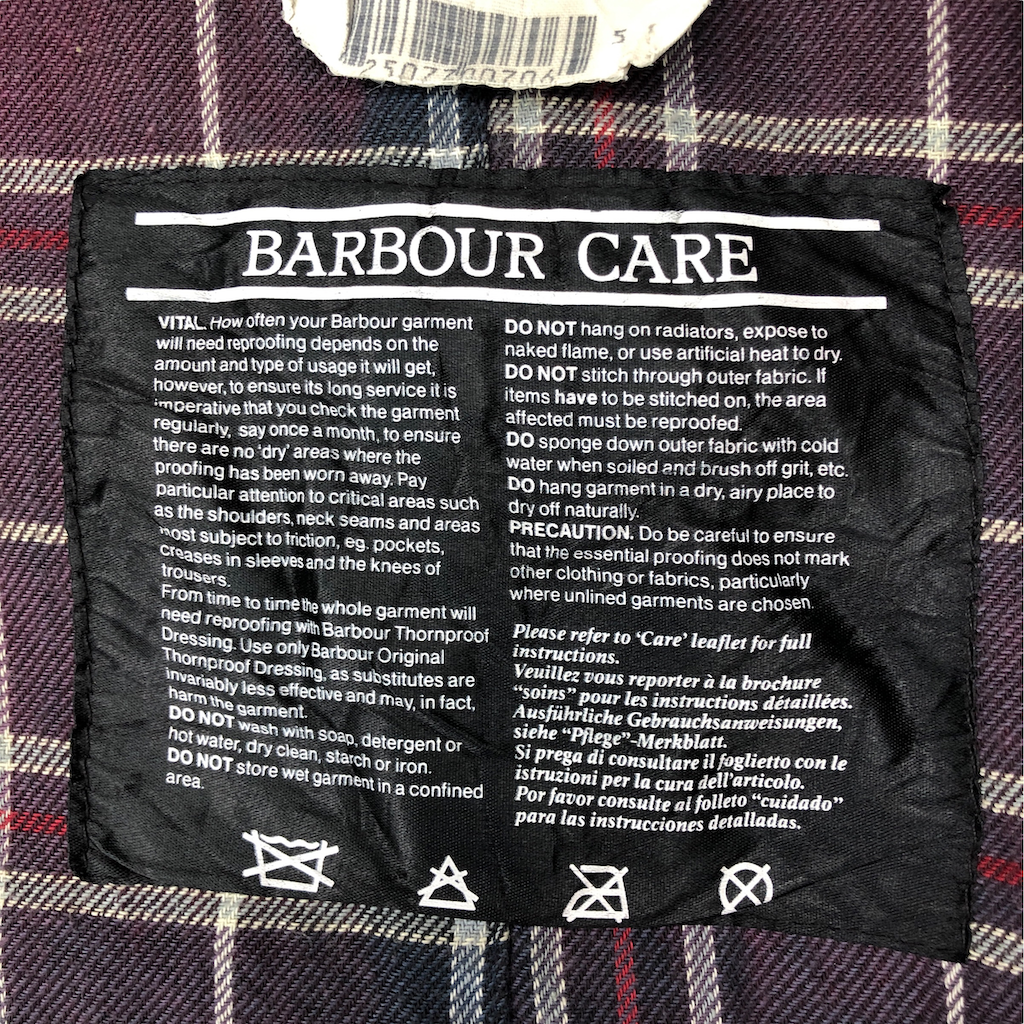 5 1
2507700706
BARBOUR CARE
VITAL. How often your Barbour garment
will need reproofing depends on the
amount and type of usage it will get,
however, to ensure its long service it is
imperative that you check the garment
regularly, say once a month, to ensure
there are no 'dry' areas where the
proofing has been worn away. Pay
particular attention to critical areas such
as the shoulders, neck seams and areas
most subject to friction, eg. pockets,
creases in sleeves and the knees of
trousers.
From time to time the whole garment will
need reproofing with Barbour Thornproof
Dressing. Use only Barbour Original
Thornproof Dressing, as substitutes are
invariably less effective and may, in fact,
harm the garment.
DO NOT wash with soap, detergent or
hot water, dry clean, starch or iron.
DO NOT store wet garment in a confined
area.
DO NOT hang on radiators, expose to
naked flame, or use artificial heat to dry.
DO NOT stitch through outer fabric. If
items have to be stitched on, the area
affected must be reproofed.
DO sponge down outer fabric with cold
water when soiled and brush off grit, etc.
DO hang garment in a dry, airy place to
dry off naturally.
PRECAUTION. Do be careful to ensure
that the essential proofing does not mark
other clothing or fabrics, particularly
where unlined garments are chosen.
Please refer to 'Care' leaflet for full
instructions.
Veuillez vous reporter à la brochure
"soins" pour les instructions détaillées.
Ausführliche Gebrauchsanweisungen,
siehe "Pflege"-Merkblatt.
Si prega di consultare il foglietto con le
istruzioni per la cura dell'articolo.
Por favor consulte al folleto "cuidado"
para las instrucciones detalladas.